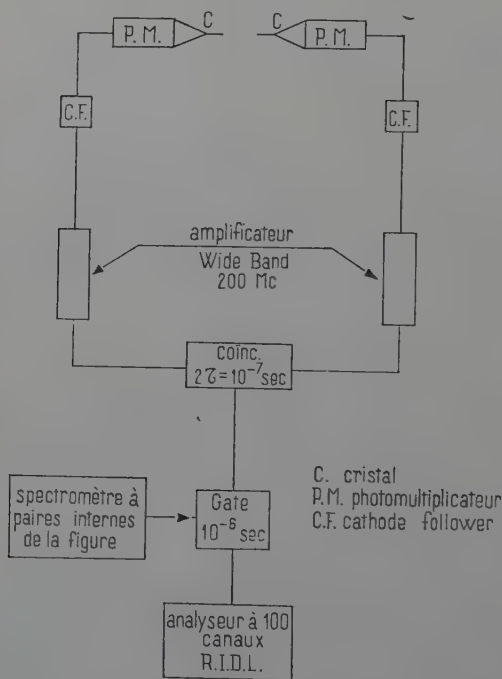 C
C
P. M.
P. M.
C.F.
C.F.
amplificateur
Wide Band
200 Mc
Coïnc.
2τ=10⁻⁷sec
spectromètre à
paires internes
de la figure
Gate
10⁻⁶ sec
C. cristal
P.M. photomultiplicateur
C.F. cathode follower
analyseur à 100
canaux
R.I.D.L.